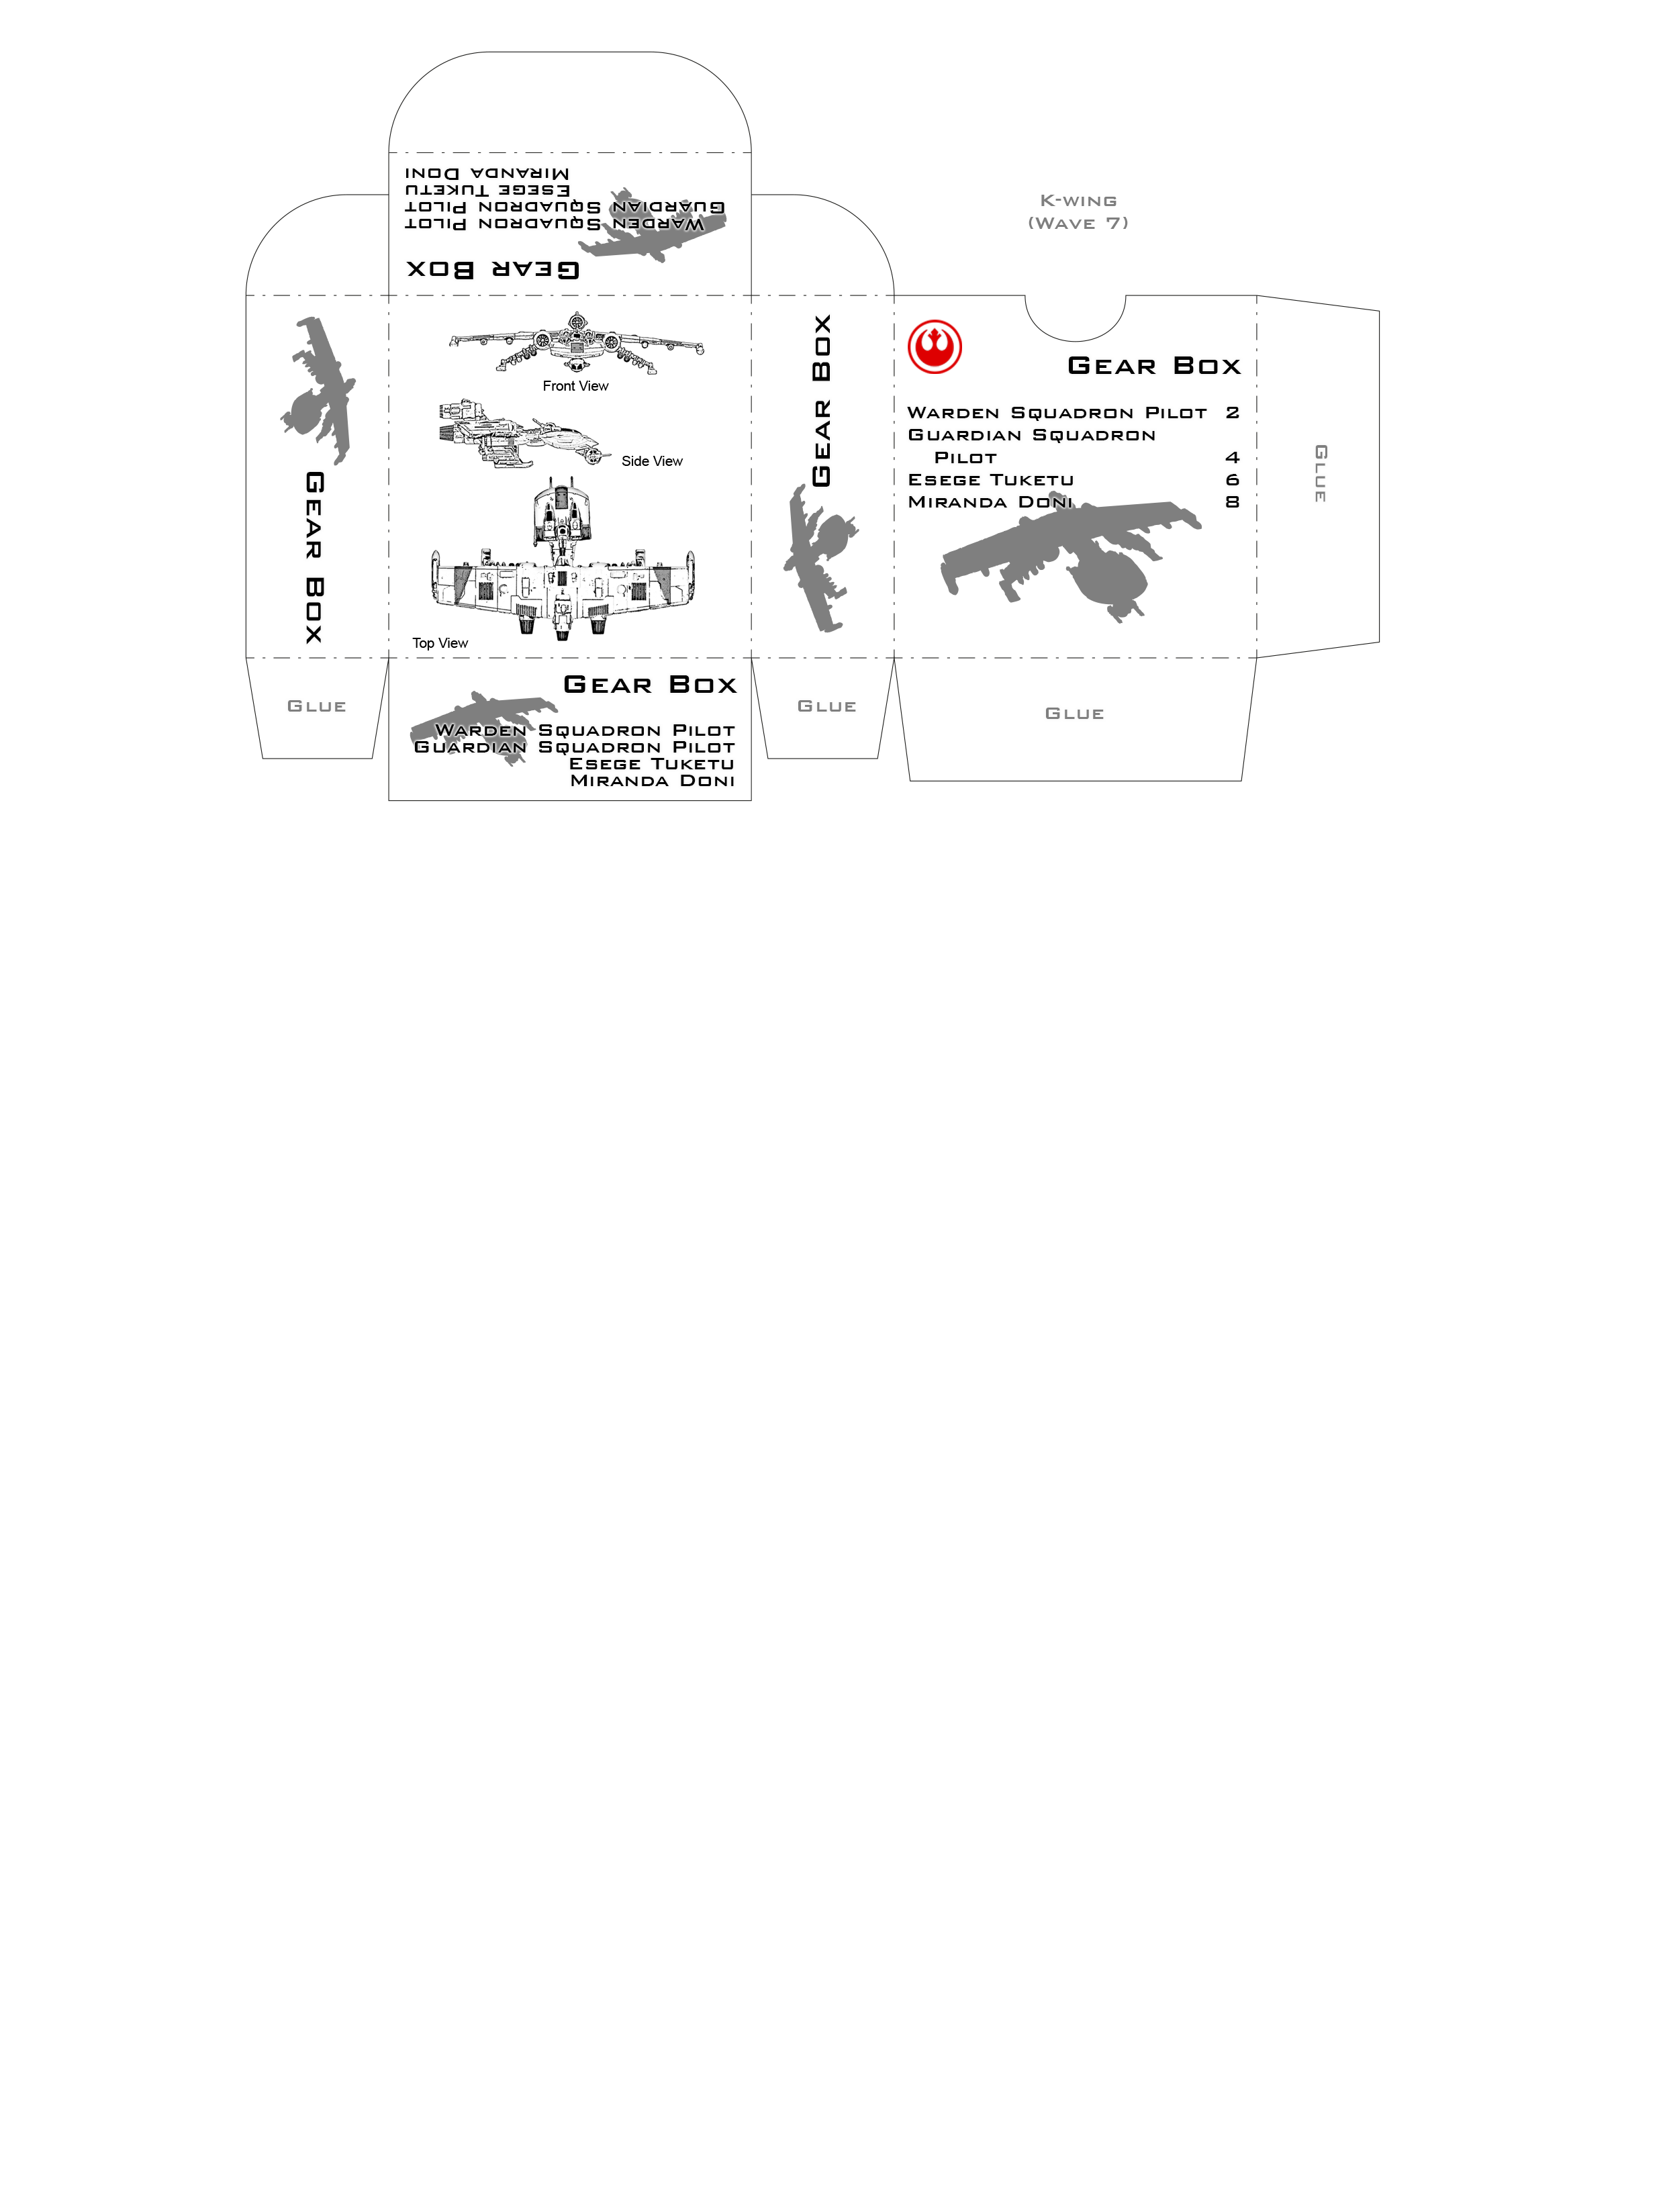 Miranda Doni
Esege Tuketu
Guardian Squadron Pilot
Warden Squadron Pilot
Gear Box
K-wing
(Wave 7)
Gear Box
Front View
Side View
Top View
Gear Box
Gear Box
Warden Squadron Pilot 2
Guardian Squadron
Pilot 4
Esege Tuketu 6
Miranda Doni 8
Glue
Glue
Gear Box
Warden Squadron Pilot
Guardian Squadron Pilot
Esege Tuketu
Miranda Doni
Glue
Glue